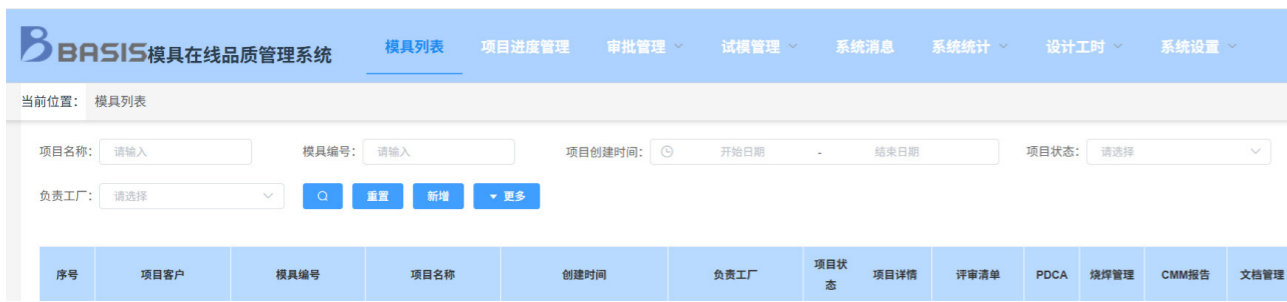 BASIS模具在线品质管理系统 模具列表 项目进度管理 审批管理 试模管理 系统消息 系统统计 设计工时 系统设置
当前位置： 模具列表
项目名称： 请输入 模具编号： 请输入 项目创建时间： 开始日期 - 结束日期 项目状态： 请选择
负责工厂： 请选择 重置 新增 更多
序号 项目客户 模具编号 项目名称 创建时间 负责工厂 项目状态 项目详情 评审清单 PDCA 烧焊管理 CMM报告 文档管理